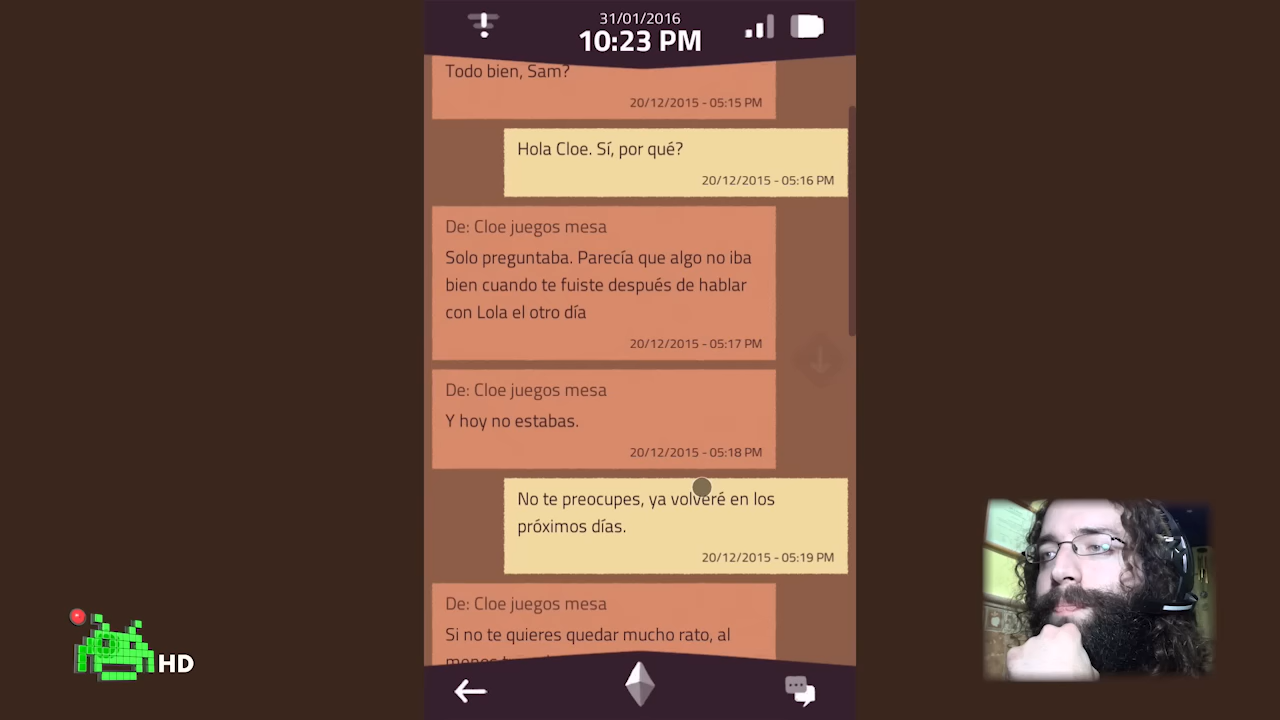 31/01/2016
10:23 PM
Todo bien, Sam?
20/12/2015 - 05:15 PM
Hola Cloe. Sí, por qué?
20/12/2015 - 05:16 PM
De: Cloe juegos mesa
Solo preguntaba. Parecía que algo no iba
bien cuando te fuiste después de hablar
con Lola el otro día
20/12/2015 - 05:17 PM
De: Cloe juegos mesa
Y hoy no estabas.
20/12/2015 - 05:18 PM
No te preocupes, ya volveré en los
próximos días.
20/12/2015 - 05:19 PM
De: Cloe juegos mesa
Si no te quieres quedar mucho rato, al
HD